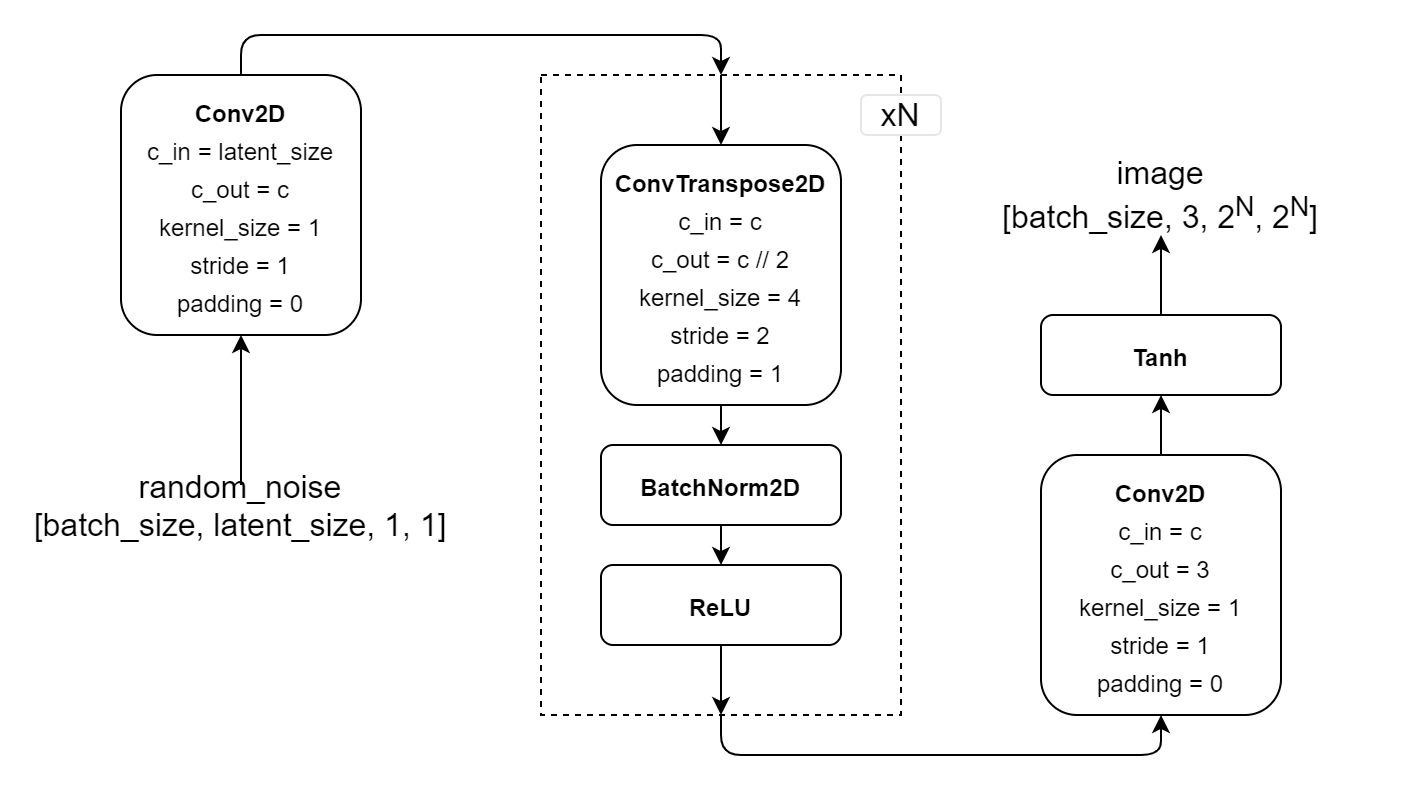 Conv2D
c_in = latent_size
c_out = c
kernel_size = 1
stride = 1
padding = 0
random_noise
[batch_size, latent_size, 1, 1]
xN
ConvTranspose2D
c_in = c
c_out = c // 2
kernel_size = 4
stride = 2
padding = 1
BatchNorm2D
ReLU
image
[batch_size, 3, 2^N, 2^N]
Tanh
Conv2D
c_in = c
c_out = 3
kernel_size = 1
stride = 1
padding = 0